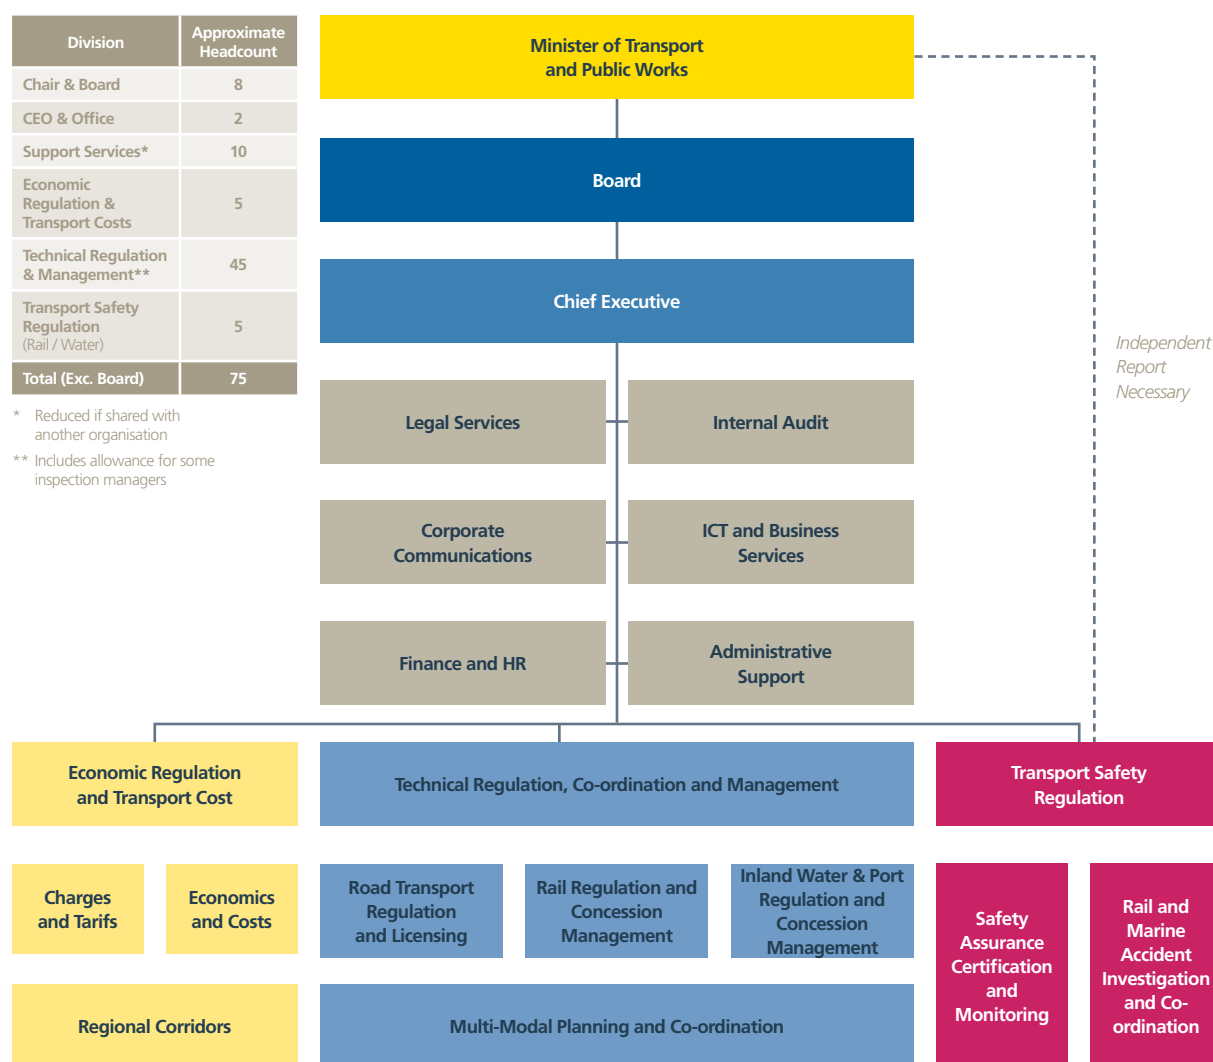 Division
Approximate
Headcount
Chair & Board
8
CEO & Office
2
Support Services*
10
Economic
Regulation &
Transport Costs
5
Technical Regulation
& Management**
45
Transport Safety
Regulation
(Rail / Water)
5
Total (Exc. Board)
75
* Reduced if shared with
another organisation
** Includes allowance for some
inspection managers
Minister of Transport
and Public Works
Board
Chief Executive
Independent
Report
Necessary
Legal Services
Internal Audit
Corporate
Communications
ICT and Business
Services
Finance and HR
Administrative
Support
Economic Regulation
and Transport Cost
Technical Regulation, Co-ordination and Management
Transport Safety
Regulation
Charges
and Tarifs
Economics
and Costs
Road Transport
Regulation
and Licensing
Rail Regulation and
Concession
Management
Inland Water & Port
Regulation and
Concession
Management
Safety
Assurance
Certification
and
Monitoring
Rail and
Marine
Accident
Investigation
and Co-
ordination
Regional Corridors
Multi-Modal Planning and Co-ordination